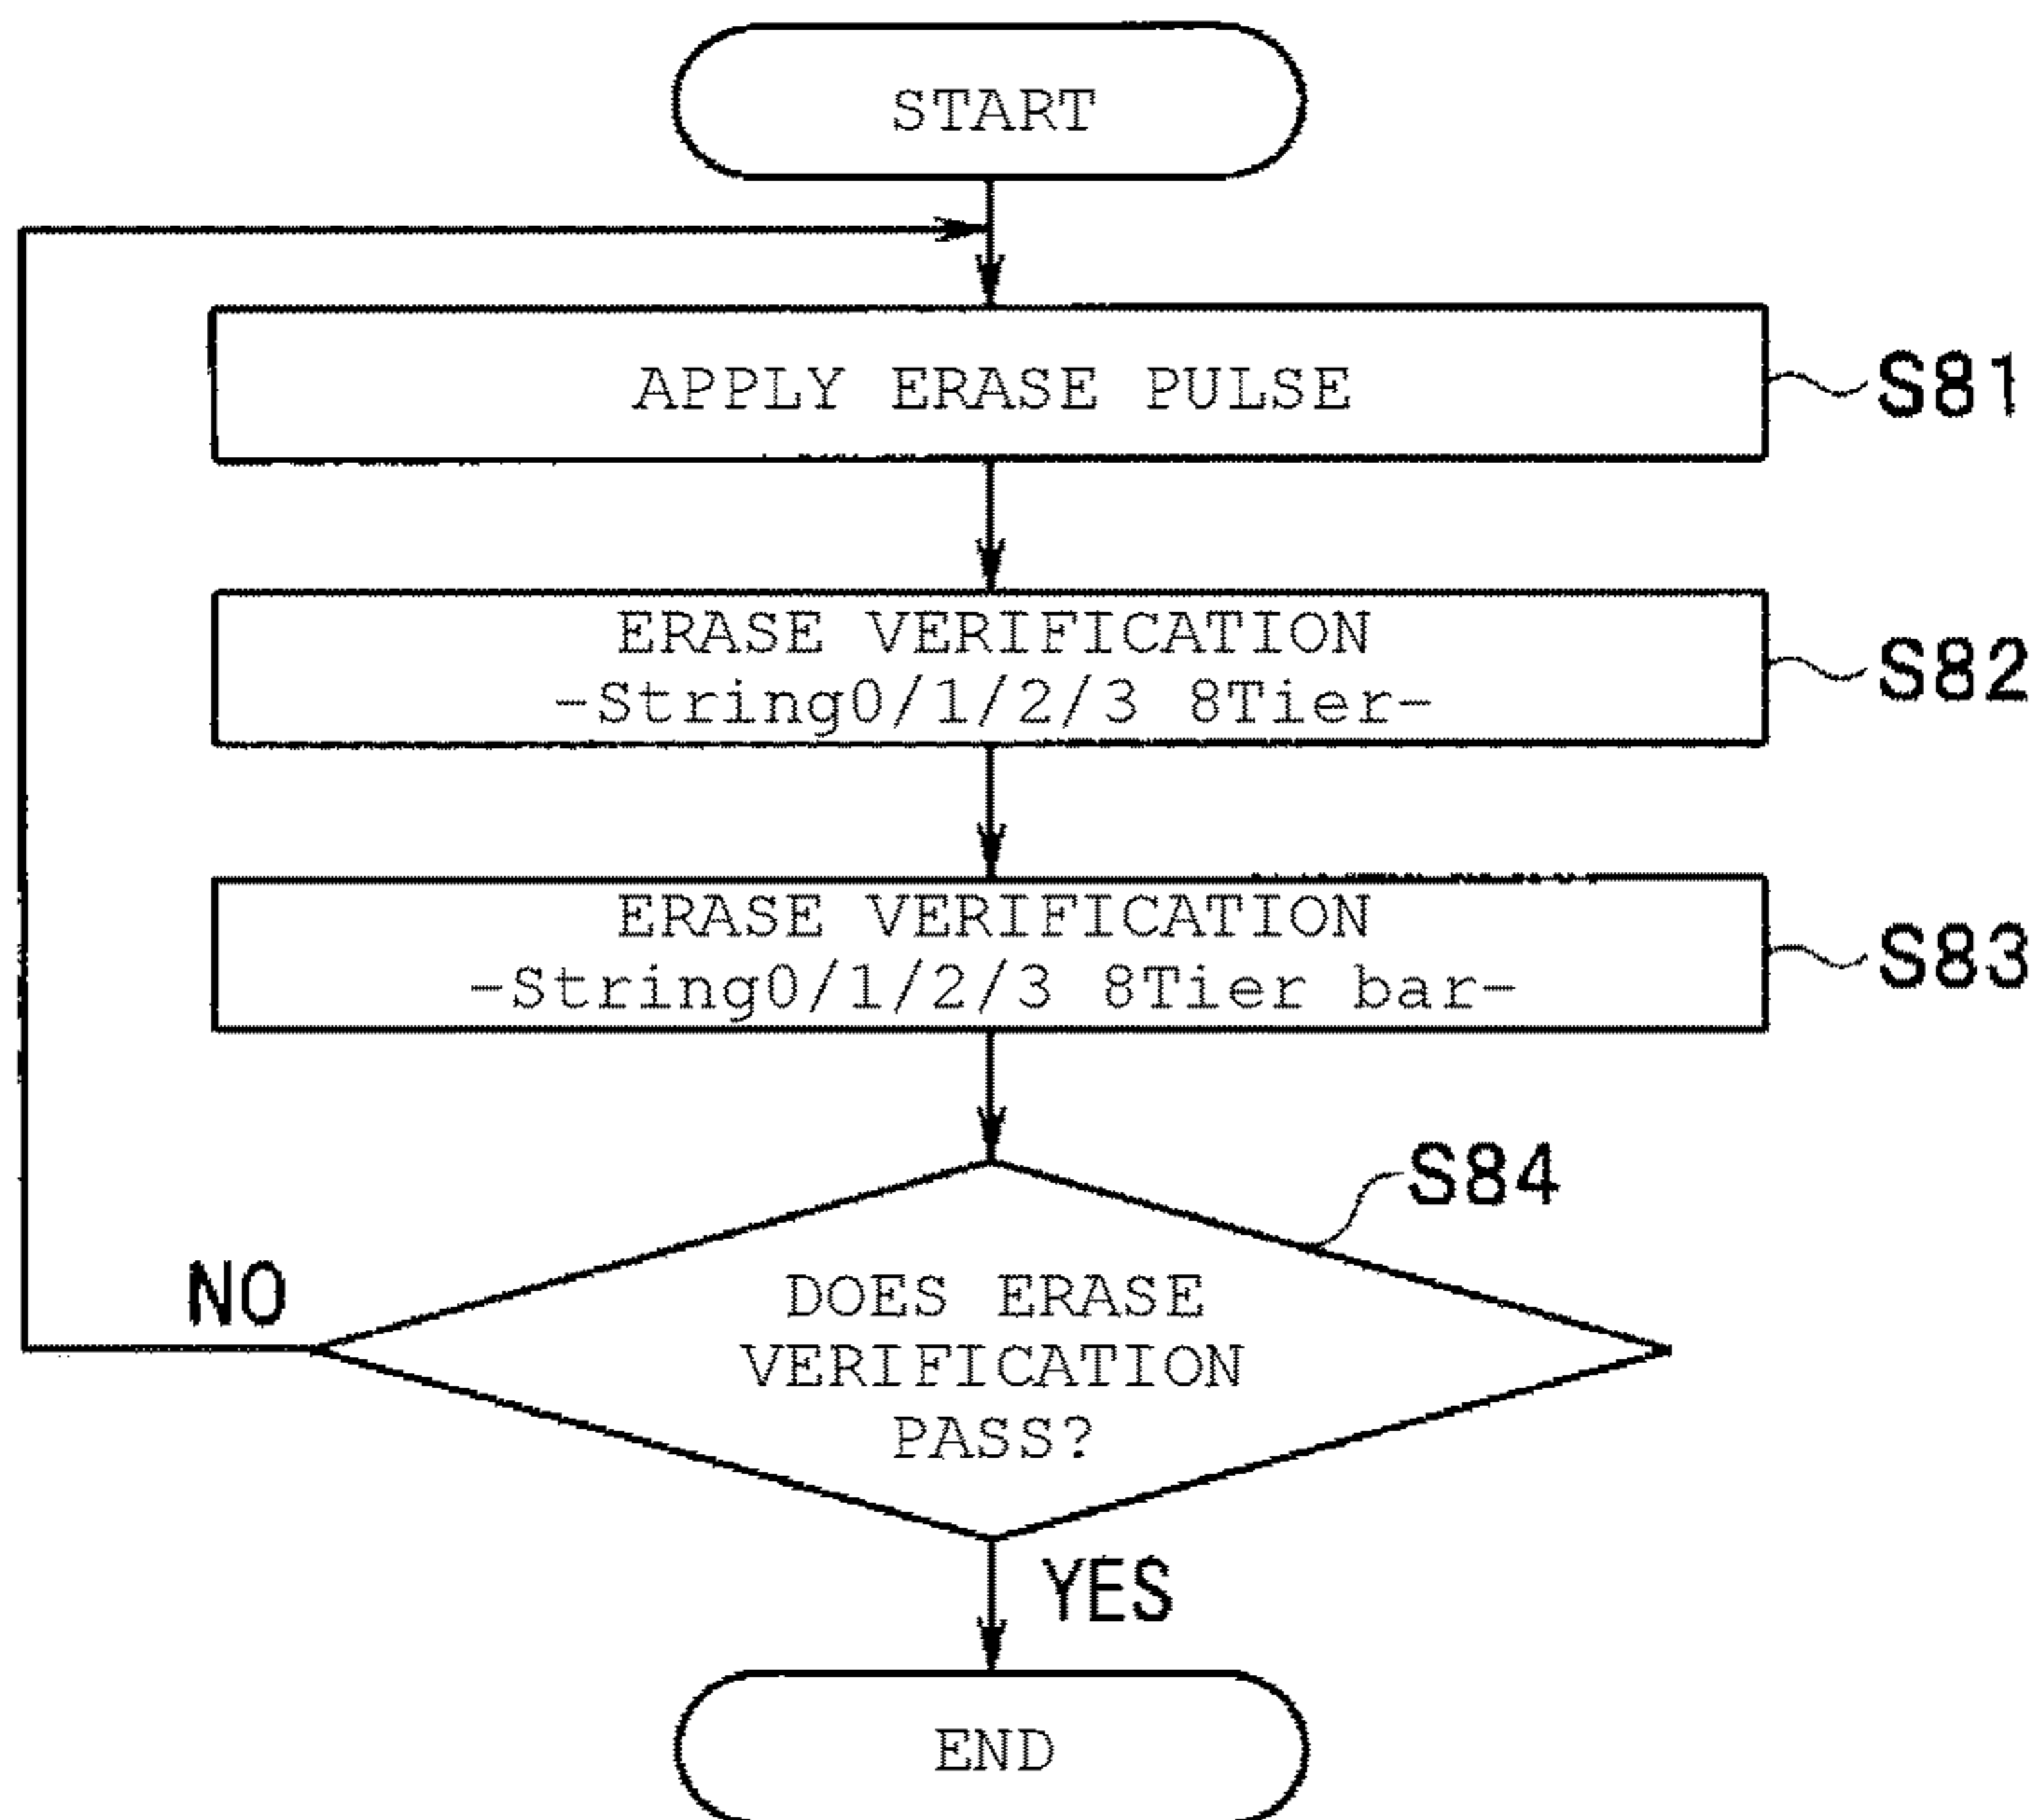 START
APPLY ERASE PULSE
S81
ERASE VERIFICATION
-String0/1/2/3 8Tier-
S82
ERASE VERIFICATION
-String0/1/2/3 8Tier bar-
S83
S84
DOES ERASE
VERIFICATION
PASS?
NO
YES
END